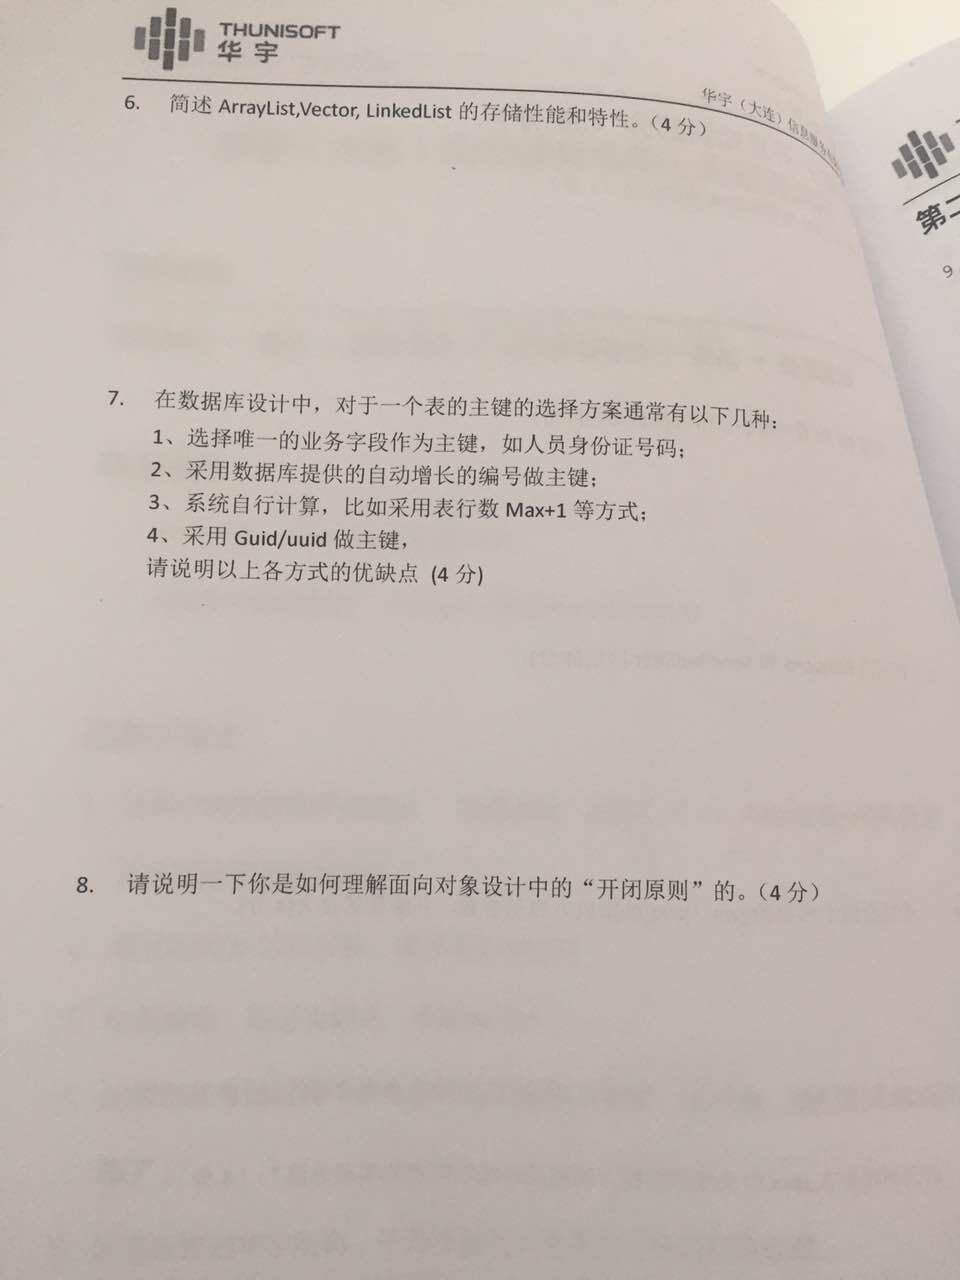 THUNISOFT
华宇
华宇（大连）信息服务
6. 简述 ArrayList,Vector, LinkedList 的存储性能和特性。（4 分）
7. 在数据库设计中，对于一个表的主键的选择方案通常有以下几种：
1、选择唯一的业务字段作为主键，如人员身份证号码；
2、采用数据库提供的自动增长的编号做主键；
3、系统自行计算，比如采用表行数 Max+1 等方式；
4、采用 Guid/uuid 做主键，
请说明以上各方式的优缺点 (4 分)
8. 请说明一下你是如何理解面向对象设计中的“开闭原则”的。（4 分）
第二
9